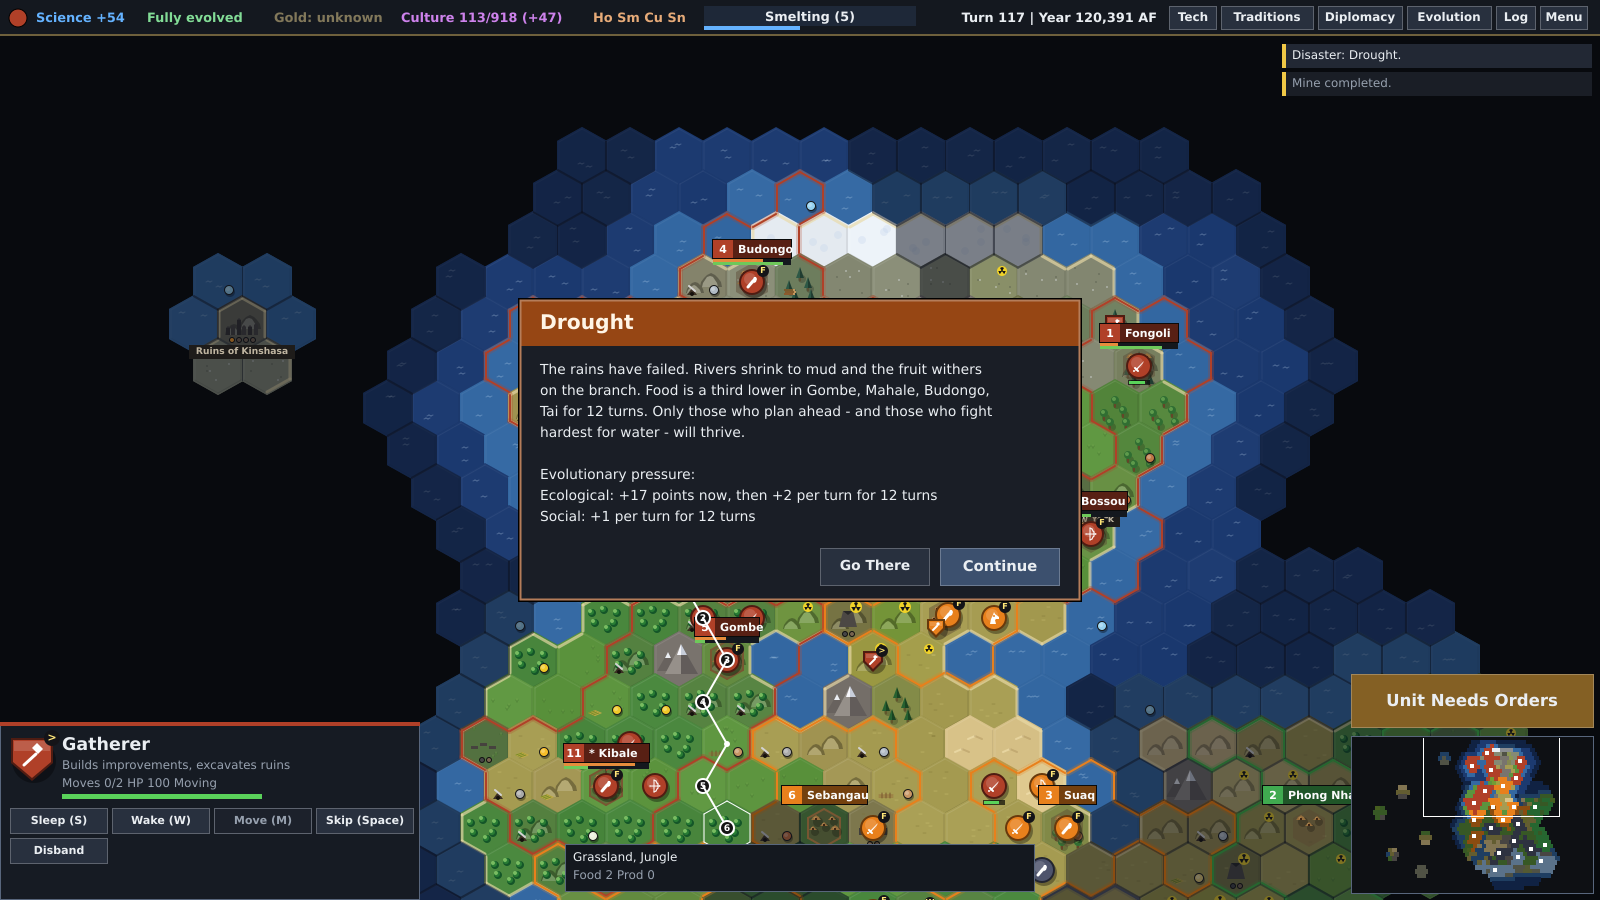 Science +54
Fully evolved
Gold: unknown
Culture 113/918 (+47)
Ho Sm Cu Sn
Smelting (5)
Turn 117 | Year 120,391 AF
Tech
Traditions
Diplomacy
Evolution
Log
Menu
Disaster: Drought.
Mine completed.
4 Budongo
F
Ruins of Kinshasa
1 Fongoli
Drought
The rains have failed. Rivers shrink to mud and the fruit withers
on the branch. Food is a third lower in Gombe, Mahale, Budongo,
Tai for 12 turns. Only those who plan ahead - and those who fight
hardest for water - will thrive.
Evolutionary pressure:
Ecological: +17 points now, then +2 per turn for 12 turns
Social: +1 per turn for 12 turns
Go There
Continue
Bossou
F
2
Gombe
F
F
3
F
>
4
11 * Kibale
F
5
6 Sebangau
F
3 Suaq
F
F
F
2 Phong Nha
6
Unit Needs Orders
Gatherer
>
Builds improvements, excavates ruins
Moves 0/2 HP 100 Moving
Sleep (S)
Wake (W)
Move (M)
Skip (Space)
Disband
Grassland, Jungle
Food 2 Prod 0